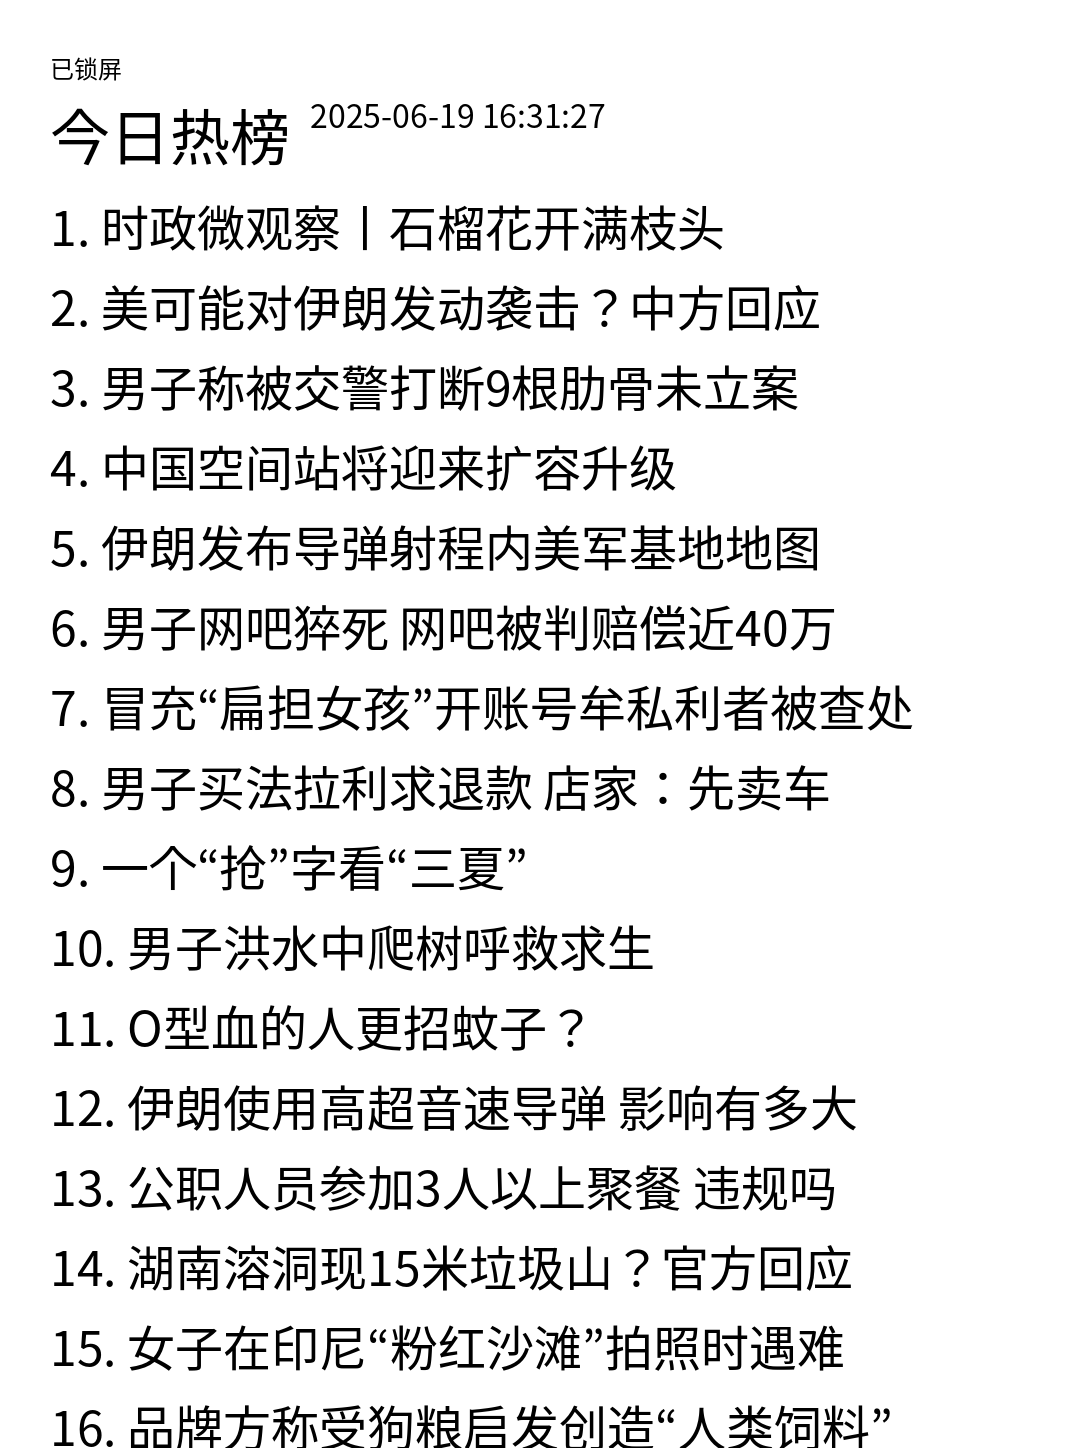 已锁屏
今日热榜 2025-06-19 16:31:27
1. 时政微观察丨石榴花开满枝头
2. 美可能对伊朗发动袭击？中方回应
3. 男子称被交警打断9根肋骨未立案
4. 中国空间站将迎来扩容升级
5. 伊朗发布导弹射程内美军基地地图
6. 男子网吧猝死 网吧被判赔偿近40万
7. 冒充“扁担女孩”开账号牟私利者被查处
8. 男子买法拉利求退款 店家：先卖车
9. 一个“抢”字看“三夏”
10. 男子洪水中爬树呼救求生
11. O型血的人更招蚊子？
12. 伊朗使用高超音速导弹 影响有多大
13. 公职人员参加3人以上聚餐 违规吗
14. 湖南溶洞现15米垃圾山？官方回应
15. 女子在印尼“粉红沙滩”拍照时遇难
16. 品牌方称受狗粮启发创造“人类饲料”